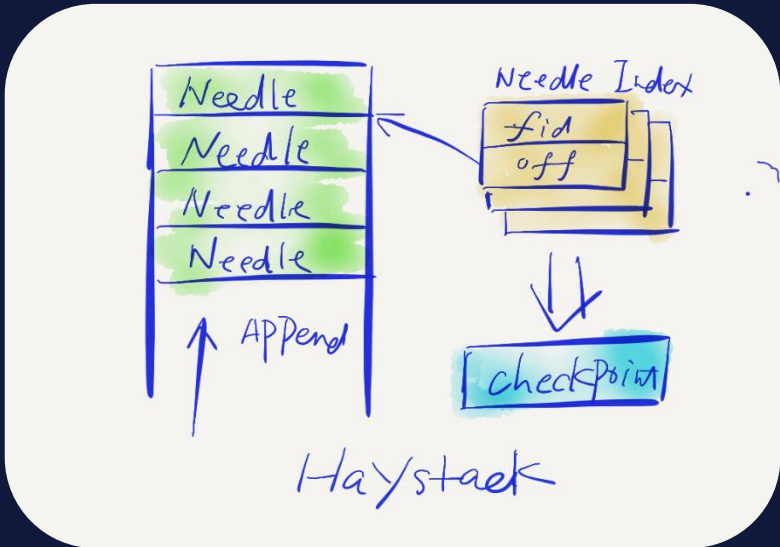 Needle
Needle
Needle
Needle
APPend
Needle Index
fid
off
checkPoint
Haystack